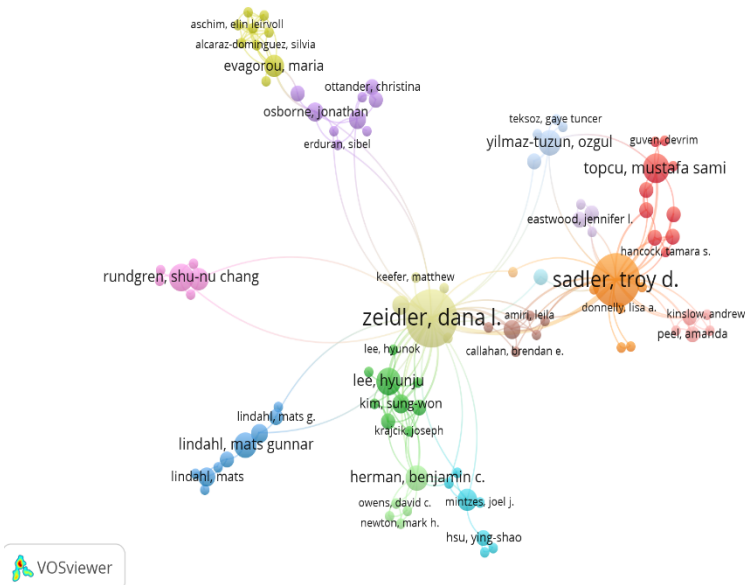 aschim, elin leirvoll
alcaraz-dominguez, silvia
evagorou, maria
ottander, christina
osborne, jonathan
erduran, sibel
teksoz, gaye tuncer
yilmaz-tuzun, ozgul
guven, devrim
topcu, mustafa sami
eastwood, jennifer l.
hancock, tamara s.
rundgren, shu-nu chang
keefer, matthew
sadler, troy d.
donnelly, lisa a.
zeidler, dana l.
amin, leila
kinslow, andrew
peel, amanda
lee, hyunok
callahan, brendan e.
lee, hyunju
kim, sung-won
lindahl, mats g.
krajcik, joseph
lindahl, mats gunnar
lindahl, mats
herman, benjamin c.
owens, david c.
mintzes, joel j.
newton, mark h.
hsu, ying-shao
VOSviewer